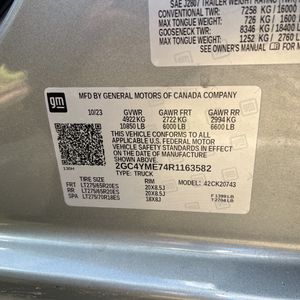 SAE J2807 TRAILER WEIGHT RATING (TWR)
CONVENTIONAL TWR: 7258 KG/16000
MAX TONGUE WEIGHT: 726 KG/1600
GOOSENECK TWR: 8346 KG/18400 LB
MAX TONGUE WEIGHT: 1252 KG/2760 LB
SEE OWNER'S MANUAL
gm
MFD BY GENERAL MOTORS OF CANADA COMPANY
10/23 GVWR GAWR FRT GAWR RR
4922 KG 2722 KG 2994 KG
10850 LB 6000 LB 6600 LB
THIS VEHICLE CONFORMS TO ALL
APPLICABLE U.S. FEDERAL MOTOR VEHICLE
SAFETY STANDARDS IN EFFECT ON THE DATE OF
MANUFACTURE SHOWN ABOVE.
2GC4YME74R1163582
TYPE: TRUCK
TIRE SIZE RIM 42CK20743
FRT LT275/65R20ES 20X8.5J
RR LT275/65R20ES 20X8.5J
SPA LT275/70R18ES 18X8J